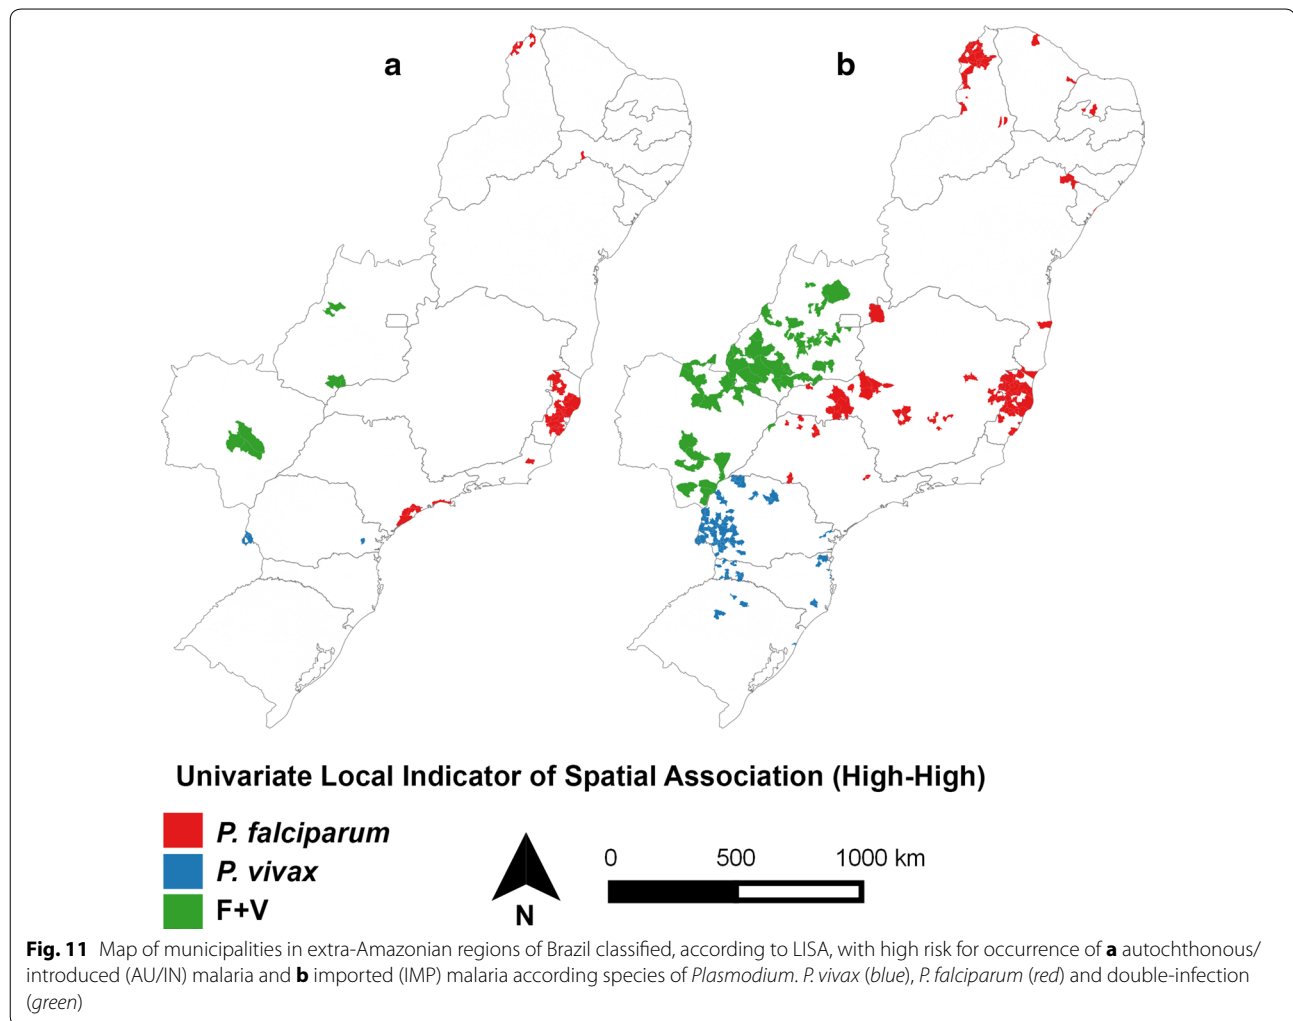 a
b
Univariate Local Indicator of Spatial Association (High-High)
P. falciparum
P. vivax
F+V
N
0 500 1000 km
Fig. 11 Map of municipalities in extra-Amazonian regions of Brazil classified, according to LISA, with high risk for occurrence of a autochthonous/
introduced (AU/IN) malaria and b imported (IMP) malaria according species of Plasmodium. P. vivax (blue), P. falciparum (red) and double-infection
(green)